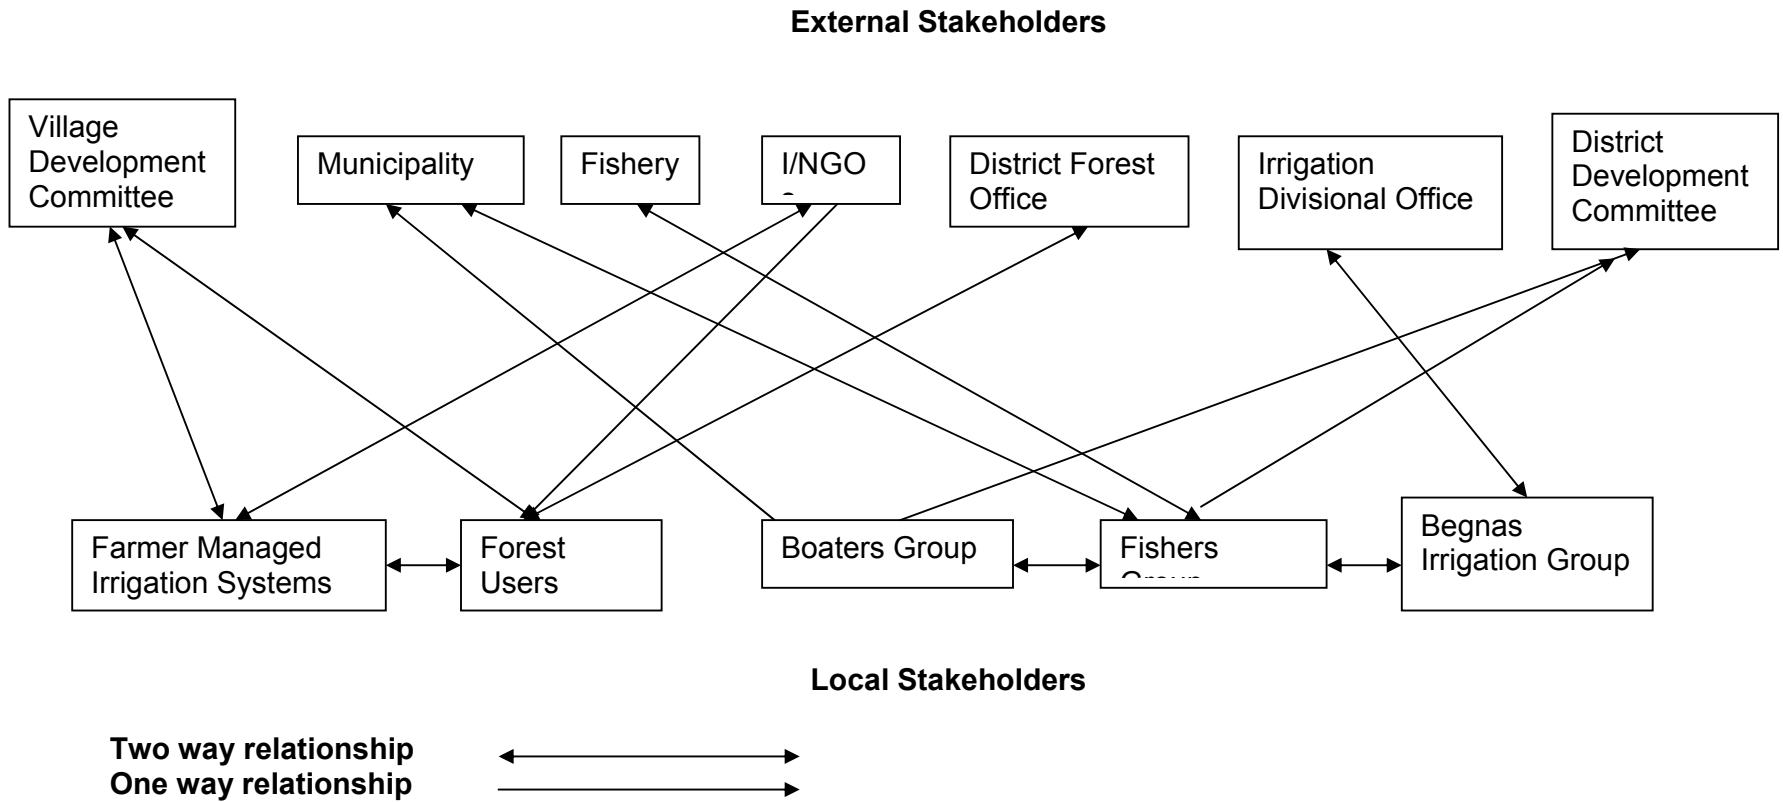 External Stakeholders
Village
Development
Committee
Municipality
Fishery
I/NGO
District Forest
Office
Irrigation
Divisional Office
District
Development
Committee
Farmer Managed
Irrigation Systems
Forest
Users
Boaters Group
Fishers
Begnas
Irrigation Group
Local Stakeholders
Two way relationship
One way relationship